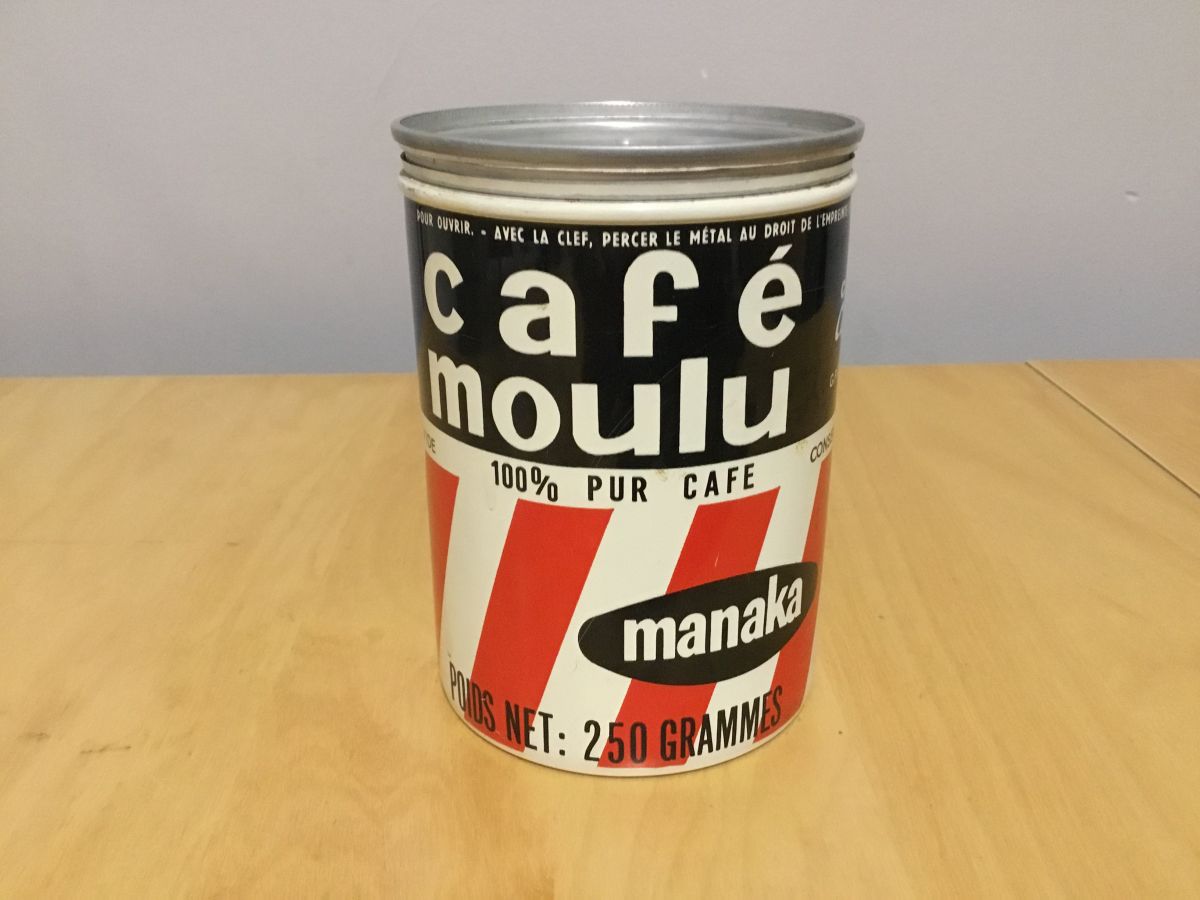 POUR OUVRIR. - AVEC LA CLEF, PERCER LE MÉTAL AU DROIT DE
café
moulu
100% PUR CAFE
manaka
POIDS NET: 250 GRAMMES